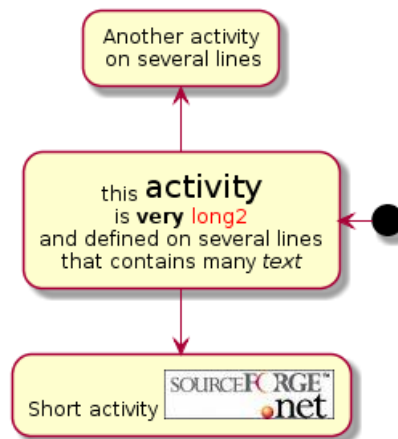 Another activity
on several lines
this activity
is very long2
and defined on several lines
that contains many text
Short activity SOURCEFORGE™
.net